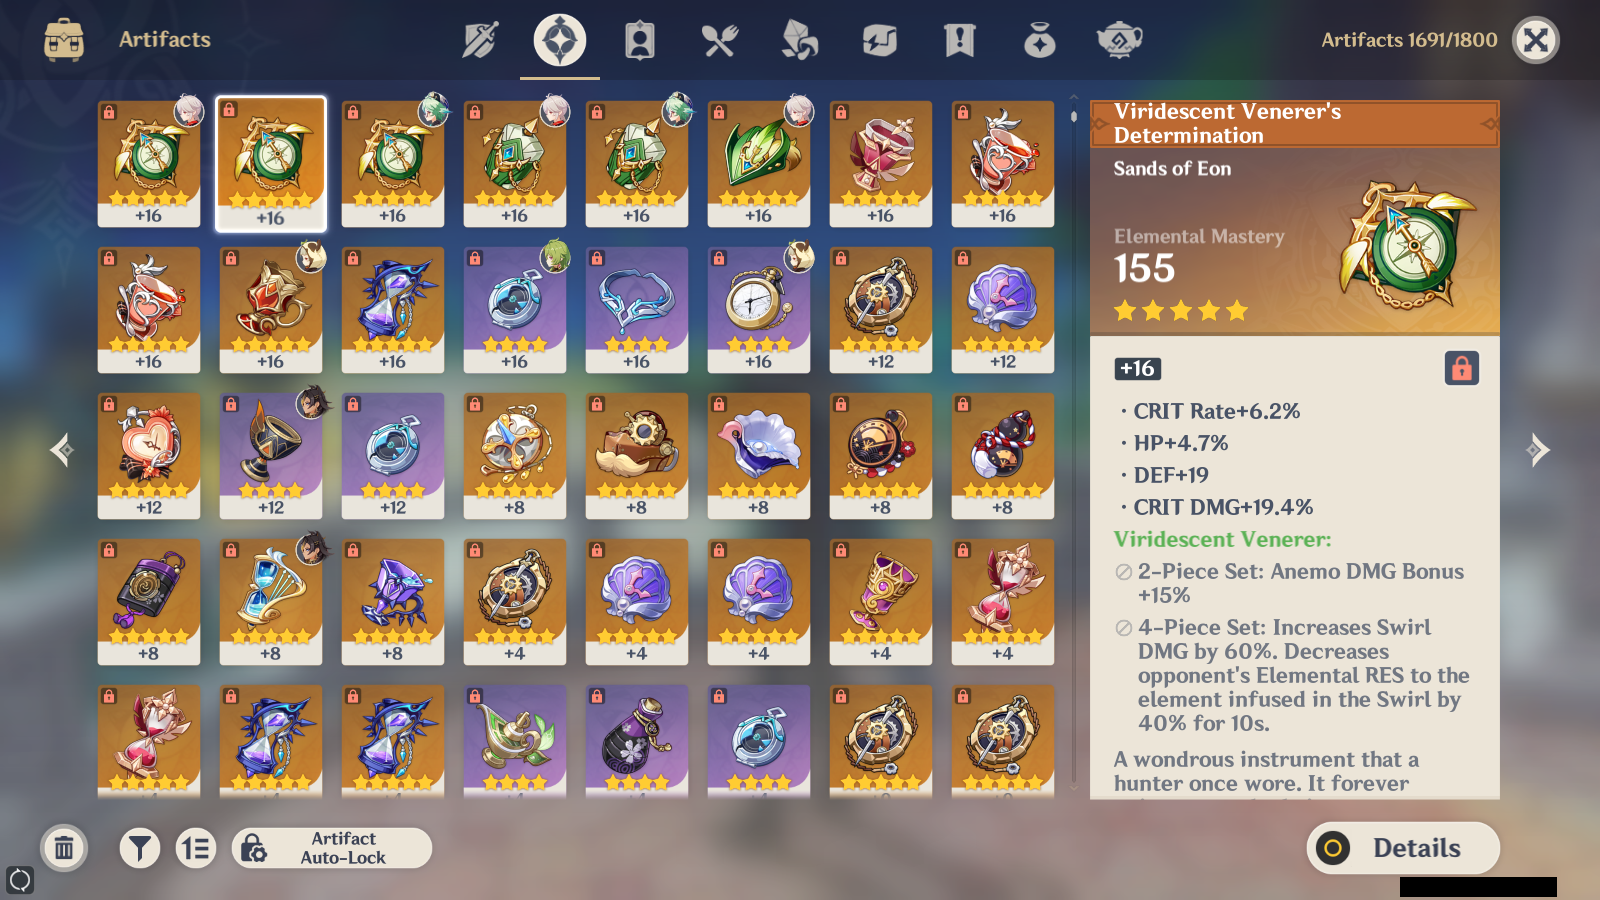 Artifacts
Artifacts 1691/1800
+16
+16
+16
+16
+16
+16
+16
+16
+16
+16
+16
+16
+16
+16
+12
+12
+12
+12
+12
+8
+8
+8
+8
+8
+8
+8
+8
+4
+4
+4
+4
+4
Viridescent Venerer's
Determination
Sands of Eon
Elemental Mastery
155
+16
· CRIT Rate+6.2%
· HP+4.7%
· DEF+19
· CRIT DMG+19.4%
Viridescent Venerer:
2-Piece Set: Anemo DMG Bonus
+15%
4-Piece Set: Increases Swirl
DMG by 60%. Decreases
opponent's Elemental RES to the
element infused in the Swirl by
40% for 10s.
A wondrous instrument that a
hunter once wore. It forever
Artifact
Auto-Lock
Details